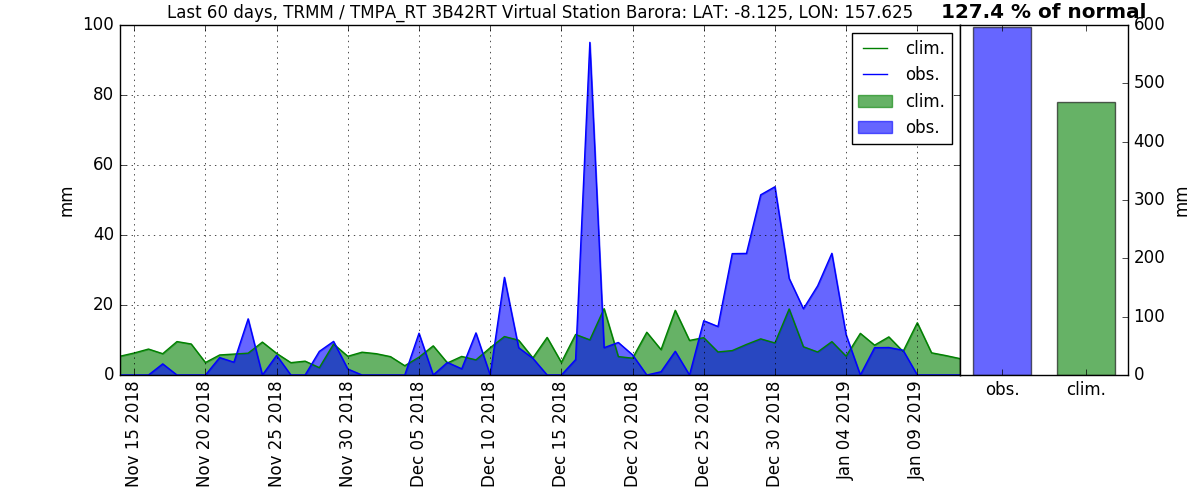 Last 60 days, TRMM / TMPA_RT 3B42RT Virtual Station Barora: LAT: -8.125, LON: 157.625
127.4 % of normal
100
80
60
40
20
0
mm
clim.
obs.
clim.
obs.
600
500
400
300
200
100
0
mm
obs.
clim.
Nov 15 2018
Nov 20 2018
Nov 25 2018
Nov 30 2018
Dec 05 2018
Dec 10 2018
Dec 15 2018
Dec 20 2018
Dec 25 2018
Dec 30 2018
Jan 04 2019
Jan 09 2019